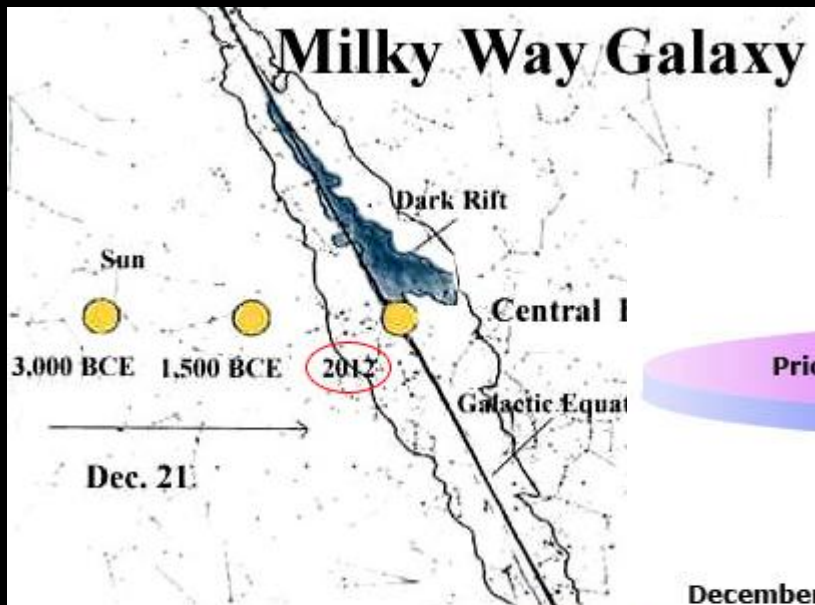 Milky Way Galaxy
Dark Rift
Sun
Central
3,000 BCE 1,500 BCE 2012
Galactic Equat
Dec. 21
Pric
December